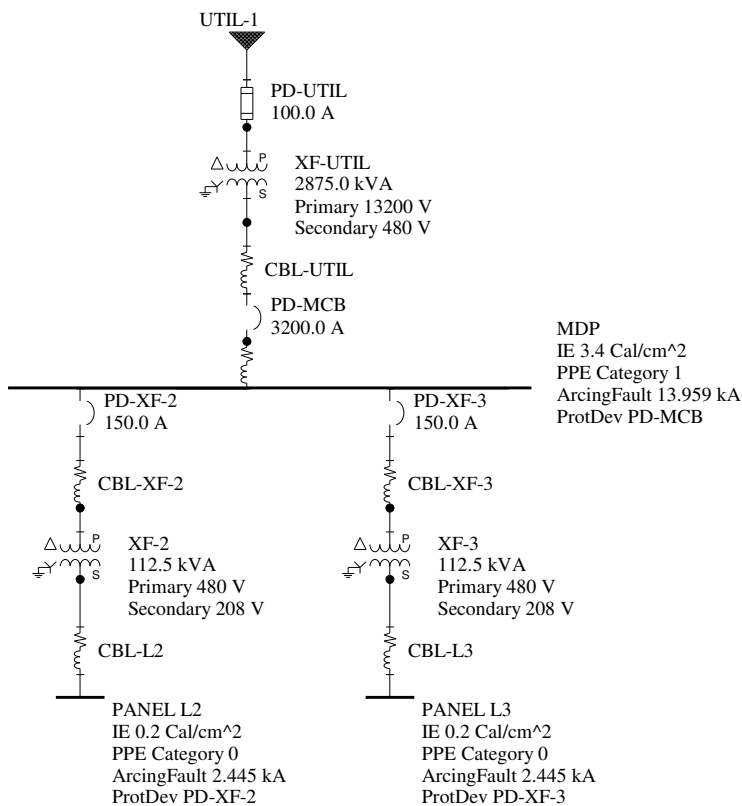 UTIL-1
PD-UTIL
100.0 A
P
S
XF-UTIL
2875.0 kVA
Primary 13200 V
Secondary 480 V
CBL-UTIL
PD-MCB
3200.0 A
MDP
IE 3.4 Cal/cm^2
PPE Category 1
ArcingFault 13.959 kA
ProtDev PD-MCB
PD-XF-2
150.0 A
CBL-XF-2
P
S
XF-2
112.5 kVA
Primary 480 V
Secondary 208 V
CBL-L2
PANEL L2
IE 0.2 Cal/cm^2
PPE Category 0
ArcingFault 2.445 kA
ProtDev PD-XF-2
PD-XF-3
150.0 A
CBL-XF-3
P
S
XF-3
112.5 kVA
Primary 480 V
Secondary 208 V
CBL-L3
PANEL L3
IE 0.2 Cal/cm^2
PPE Category 0
ArcingFault 2.445 kA
ProtDev PD-XF-3